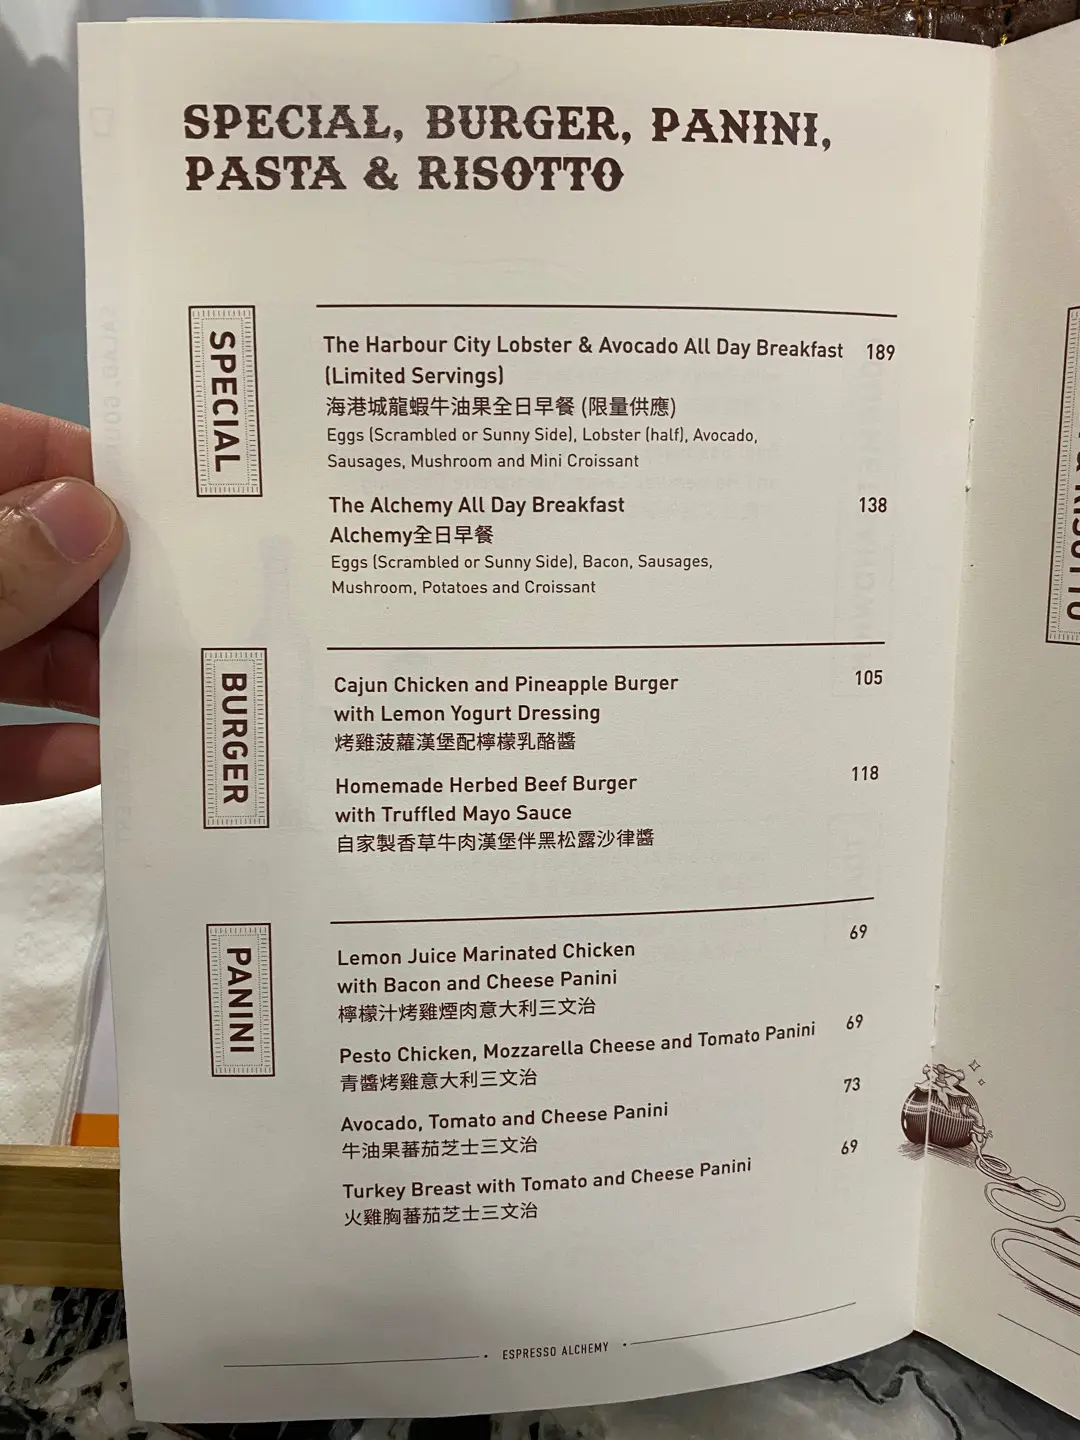 SPECIAL, BURGER, PANINI,
PASTA & RISOTTO
SPECIAL
The Harbour City Lobster & Avocado All Day Breakfast 189
(Limited Servings)
海港城龍蝦牛油果全日早餐 (限量供應)
Eggs (Scrambled or Sunny Side), Lobster (half), Avocado,
Sausages, Mushroom and Mini Croissant
The Alchemy All Day Breakfast 138
Alchemy全日早餐
Eggs (Scrambled or Sunny Side), Bacon, Sausages,
Mushroom, Potatoes and Croissant
BURGER
Cajun Chicken and Pineapple Burger 105
with Lemon Yogurt Dressing
烤雞菠蘿漢堡配檸檬乳酪醬
Homemade Herbed Beef Burger 118
with Truffled Mayo Sauce
自家製香草牛肉漢堡伴黑松露沙律醬
PANINI
Lemon Juice Marinated Chicken 69
with Bacon and Cheese Panini
檸檬汁烤雞煙肉意大利三文治
Pesto Chicken, Mozzarella Cheese and Tomato Panini 69
青醬烤雞意大利三文治
Avocado, Tomato and Cheese Panini 73
牛油果蕃茄芝士三文治
Turkey Breast with Tomato and Cheese Panini 69
火雞胸蕃茄芝士三文治
ESPRESSO ALCHEMY